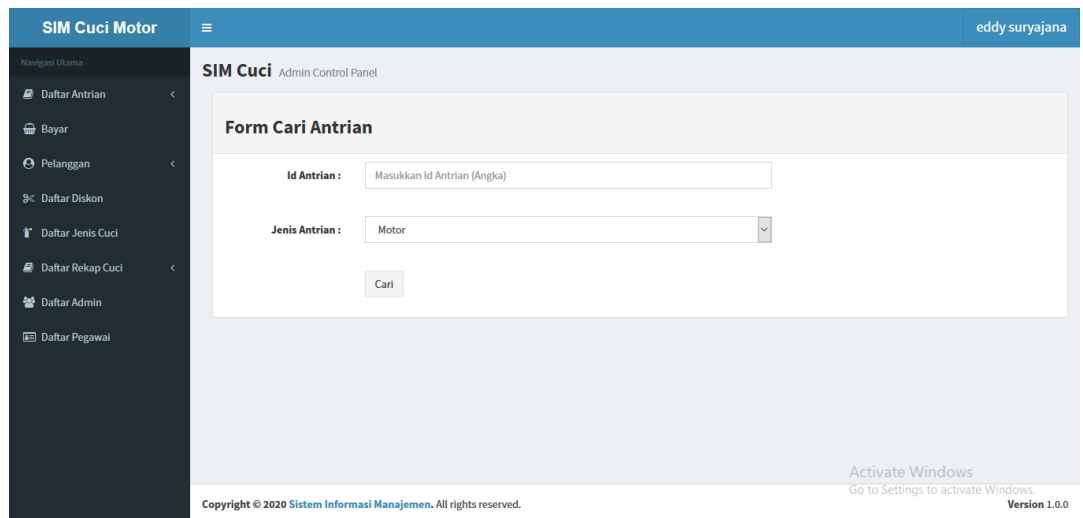 SIM Cuci Motor
eddy suryajana
Navigasi Utama
Daftar Antrian
Bayar
Pelanggan
Daftar Diskon
Daftar Jenis Cuci
Daftar Rekap Cuci
Daftar Admin
Daftar Pegawai
SIM Cuci Admin Control Panel
Form Cari Antrian
Id Antrian : Masukkan Id Antrian (Angka)
Jenis Antrian : Motor
Cari
Activate Windows
Go to Settings to activate Windows.
Copyright © 2020 Sistem Informasi Manajemen. All rights reserved. Version 1.0.0